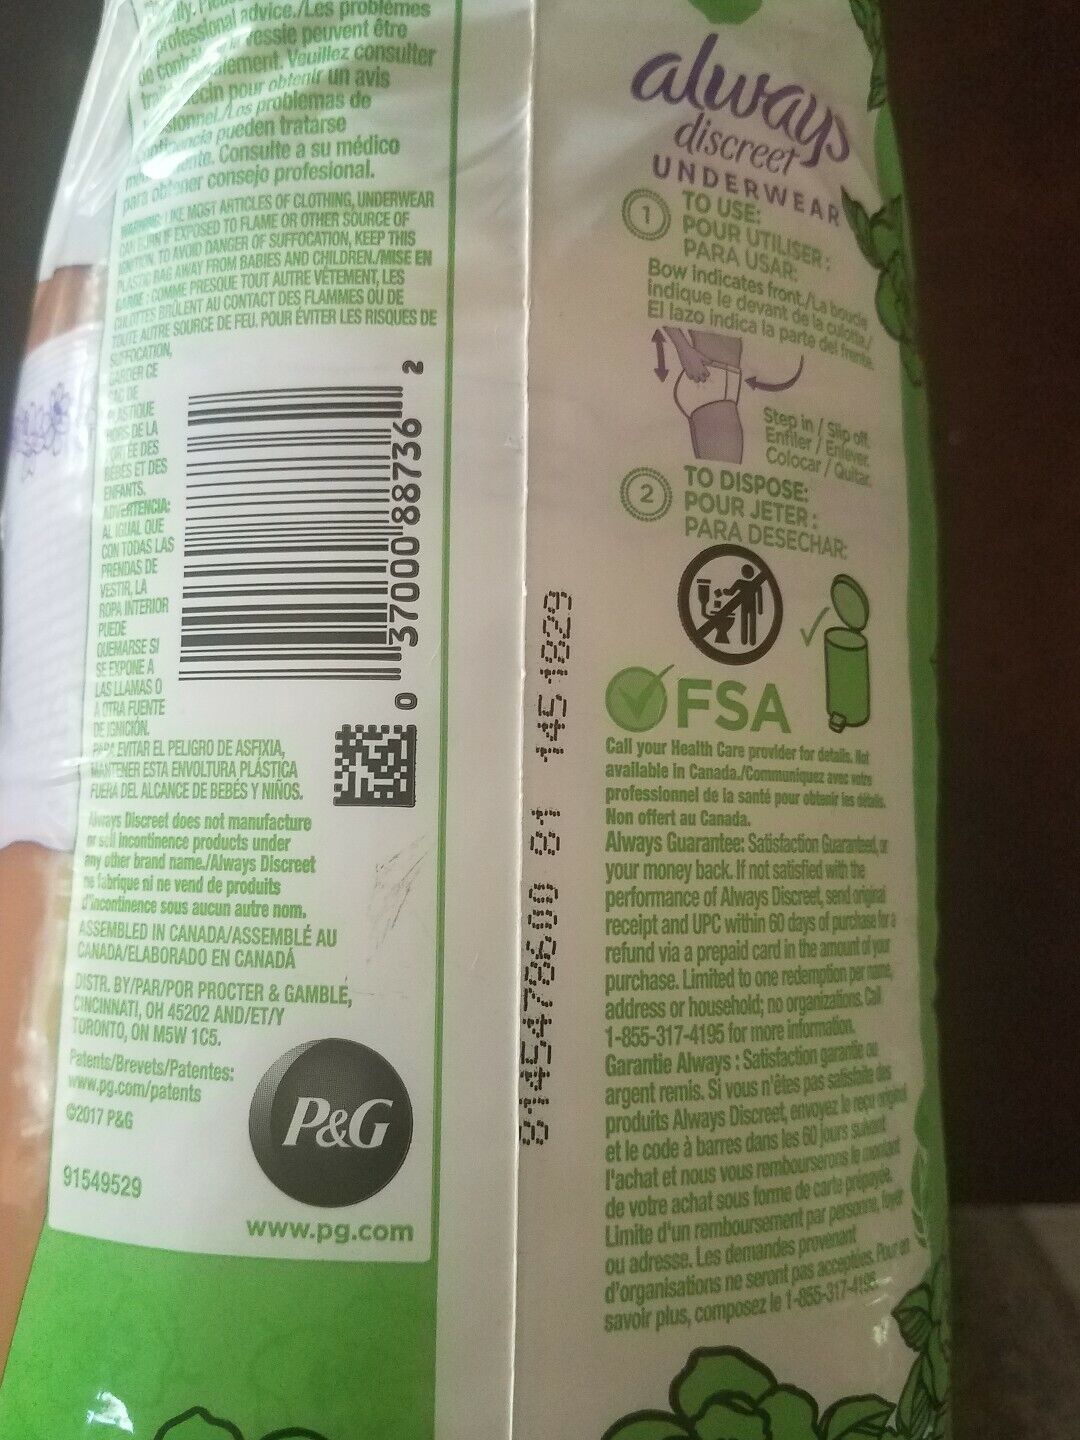 professional advice./Les problèmes
vessie peuvent être
Veuillez consulter
pour obtenir un avis
problemas de
pueden tratarse
Consulte a su médico
para obtener consejo profesional.
WARNING: LIKE MOST ARTICLES OF CLOTHING, UNDERWEAR
CAN BURN IF EXPOSED TO FLAME OR OTHER SOURCE OF
IGNITION. TO AVOID DANGER OF SUFFOCATION, KEEP THIS
PLASTIC BAG AWAY FROM BABIES AND CHILDREN./MISE EN
GARDE : COMME PRESQUE TOUT AUTRE VÊTEMENT, LES
CULOTTES BRÛLENT AU CONTACT DES FLAMMES OU DE
TOUTE AUTRE SOURCE DE FEU. POUR ÉVITER LES RISQUES DE
SUFFOCATION,
GARDER CE
SAC DE
PLASTIQUE
HORS DE LA
PORTÉE DES
BÉBÉS ET DES
ENFANTS.
ADVERTENCIA:
AL IGUAL QUE
CON TODAS LAS
PRENDAS DE
VESTIR, LA
ROPA INTERIOR
PUEDE
QUEMARSE SI
SE EXPONE A
LAS LLAMAS O
A OTRA FUENTE
DE IGNICIÓN.
PARA EVITAR EL PELIGRO DE ASFIXIA,
MANTENER ESTA ENVOLTURA PLÁSTICA
FUERA DEL ALCANCE DE BEBÉS Y NIÑOS.
0 37000 88736 2
Always Discreet does not manufacture
or sell incontinence products under
any other brand name./Always Discreet
ne fabrique ni ne vend de produits
d'incontinence sous aucun autre nom.
ASSEMBLED IN CANADA/ASSEMBLÉ AU
CANADA/ELABORADO EN CANADÁ
DISTR. BY/PAR/POR PROCTER & GAMBLE,
CINCINNATI, OH 45202 AND/ET/Y
TORONTO, ON M5W 1C5.
Patents/Brevets/Patentes:
www.pg.com/patents
©2017 P&G
P&G
91549529
www.pg.com
8145478600 01 145 1829
always
discreet
UNDERWEAR
1
TO USE:
POUR UTILISER :
PARA USAR:
Bow indicates front./La boucle
indique le devant de la culotte./
El lazo indica la parte del frente.
Step in / Slip off.
Enfiler / Enlever.
Colocar / Quitar.
2
TO DISPOSE:
POUR JETER :
PARA DESECHAR:
FSA
Call your Health Care provider for details. Not
available in Canada./Communiquez avec votre
professionnel de la santé pour obtenir les détails.
Non offert au Canada.
Always Guarantee: Satisfaction Guaranteed, or
your money back. If not satisfied with the
performance of Always Discreet, send original
receipt and UPC within 60 days of purchase for a
refund via a prepaid card in the amount of your
purchase. Limited to one redemption per name,
address or household; no organizations. Call
1-855-317-4195 for more information.
Garantie Always : Satisfaction garantie ou
argent remis. Si vous n'êtes pas satisfaite des
produits Always Discreet, envoyez le reçu original
et le code à barres dans les 60 jours suivant
l'achat et nous vous rembourserons le montant
de votre achat sous forme de carte prépayée.
Limite d'un remboursement par personne, foyer
ou adresse. Les demandes provenant
d'organisations ne seront pas acceptées. Pour en
savoir plus, composez le 1-855-317-4195.